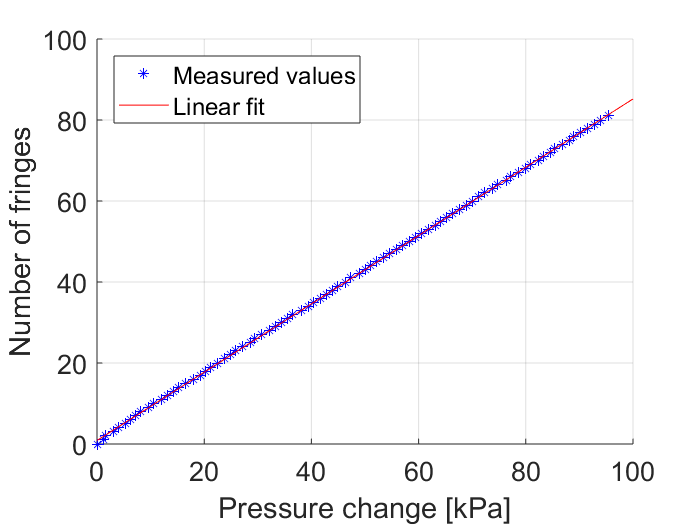 100
80
60
40
20
0
Number of fringes
Measured values
Linear fit
0 20 40 60 80 100
Pressure change [kPa]